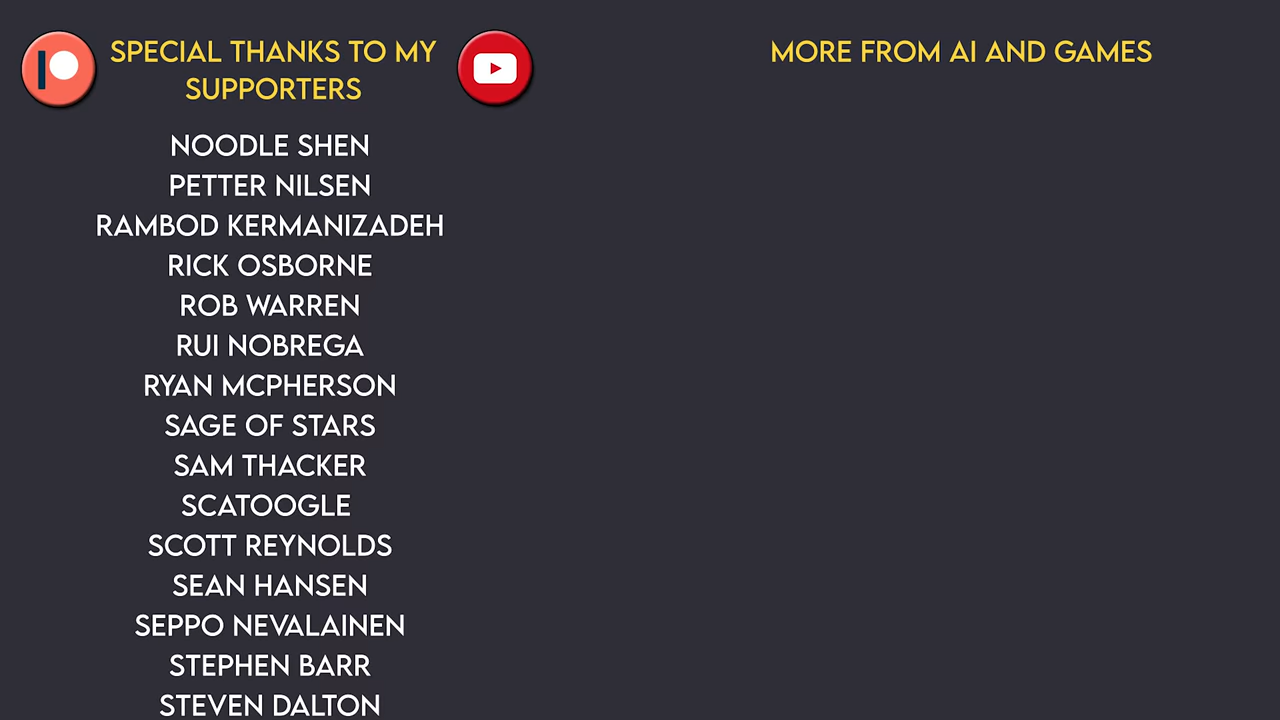 SPECIAL THANKS TO MY
SUPPORTERS
NOODLE SHEN
PETTER NILSEN
RAMBOD KERMANIZADEH
RICK OSBORNE
ROB WARREN
RUI NOBREGA
RYAN MCPHERSON
SAGE OF STARS
SAM THACKER
SCATOOGLE
SCOTT REYNOLDS
SEAN HANSEN
SEPPO NEVALAINEN
STEPHEN BARR
STEVEN DALTON
MORE FROM AI AND GAMES